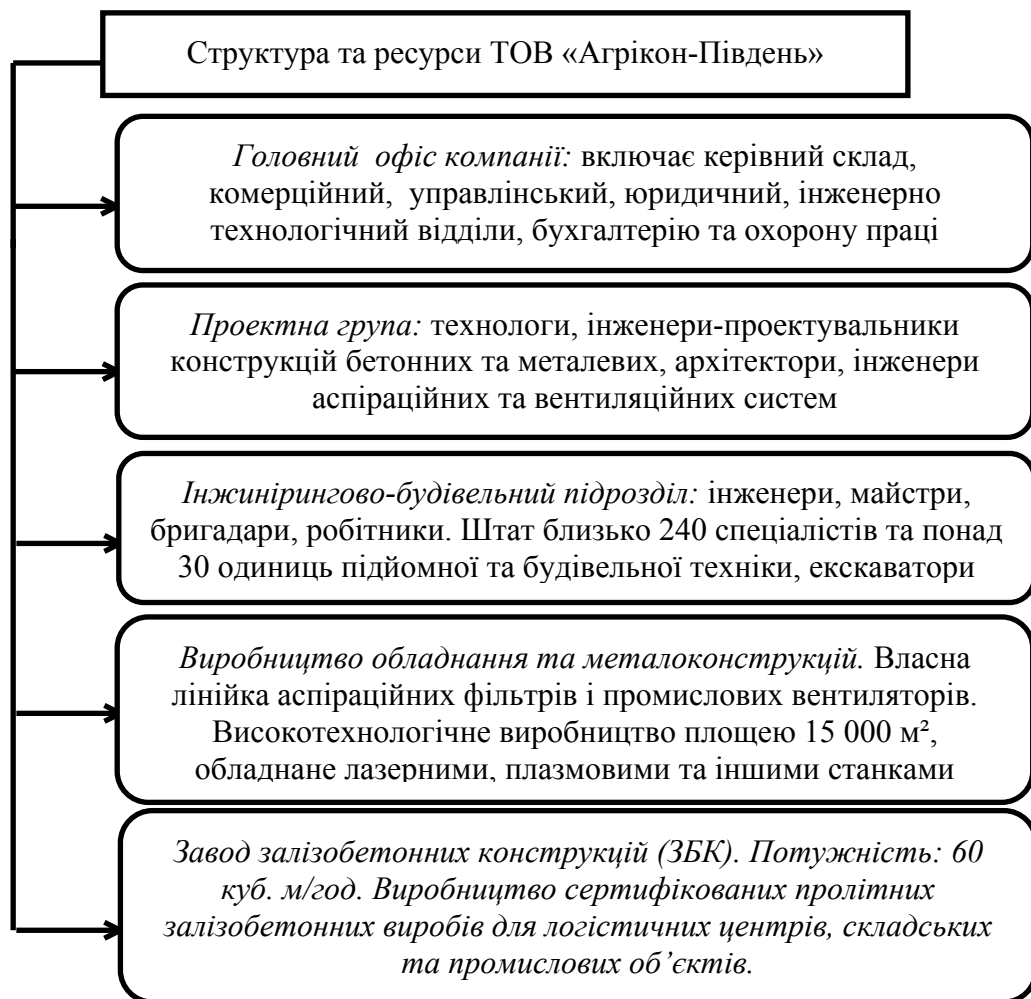 Структура та ресурси ТОВ «Агрікон-Південь»
Головний офіс компанії: включає керівний склад,
комерційний, управлінський, юридичний, інженерно
технологічний відділи, бухгалтерію та охорону праці
Проектна група: технологи, інженери-проектувальники
конструкцій бетонних та металевих, архітектори, інженери
аспіраційних та вентиляційних систем
Інжинірингово-будівельний підрозділ: інженери, майстри,
бригадари, робітники. Штат близько 240 спеціалістів та понад
30 одиниць підйомної та будівельної техніки, екскаватори
Виробництво обладнання та металоконструкцій. Власна
лінійка аспіраційних фільтрів і промислових вентиляторів.
Високотехнологічне виробництво площею 15 000 м²,
обладнане лазерними, плазмовими та іншими станками
Завод залізобетонних конструкцій (ЗБК). Потужність: 60
куб. м/год. Виробництво сертифікованих пролітних
залізобетонних виробів для логістичних центрів, складських
та промислових об’єктів.